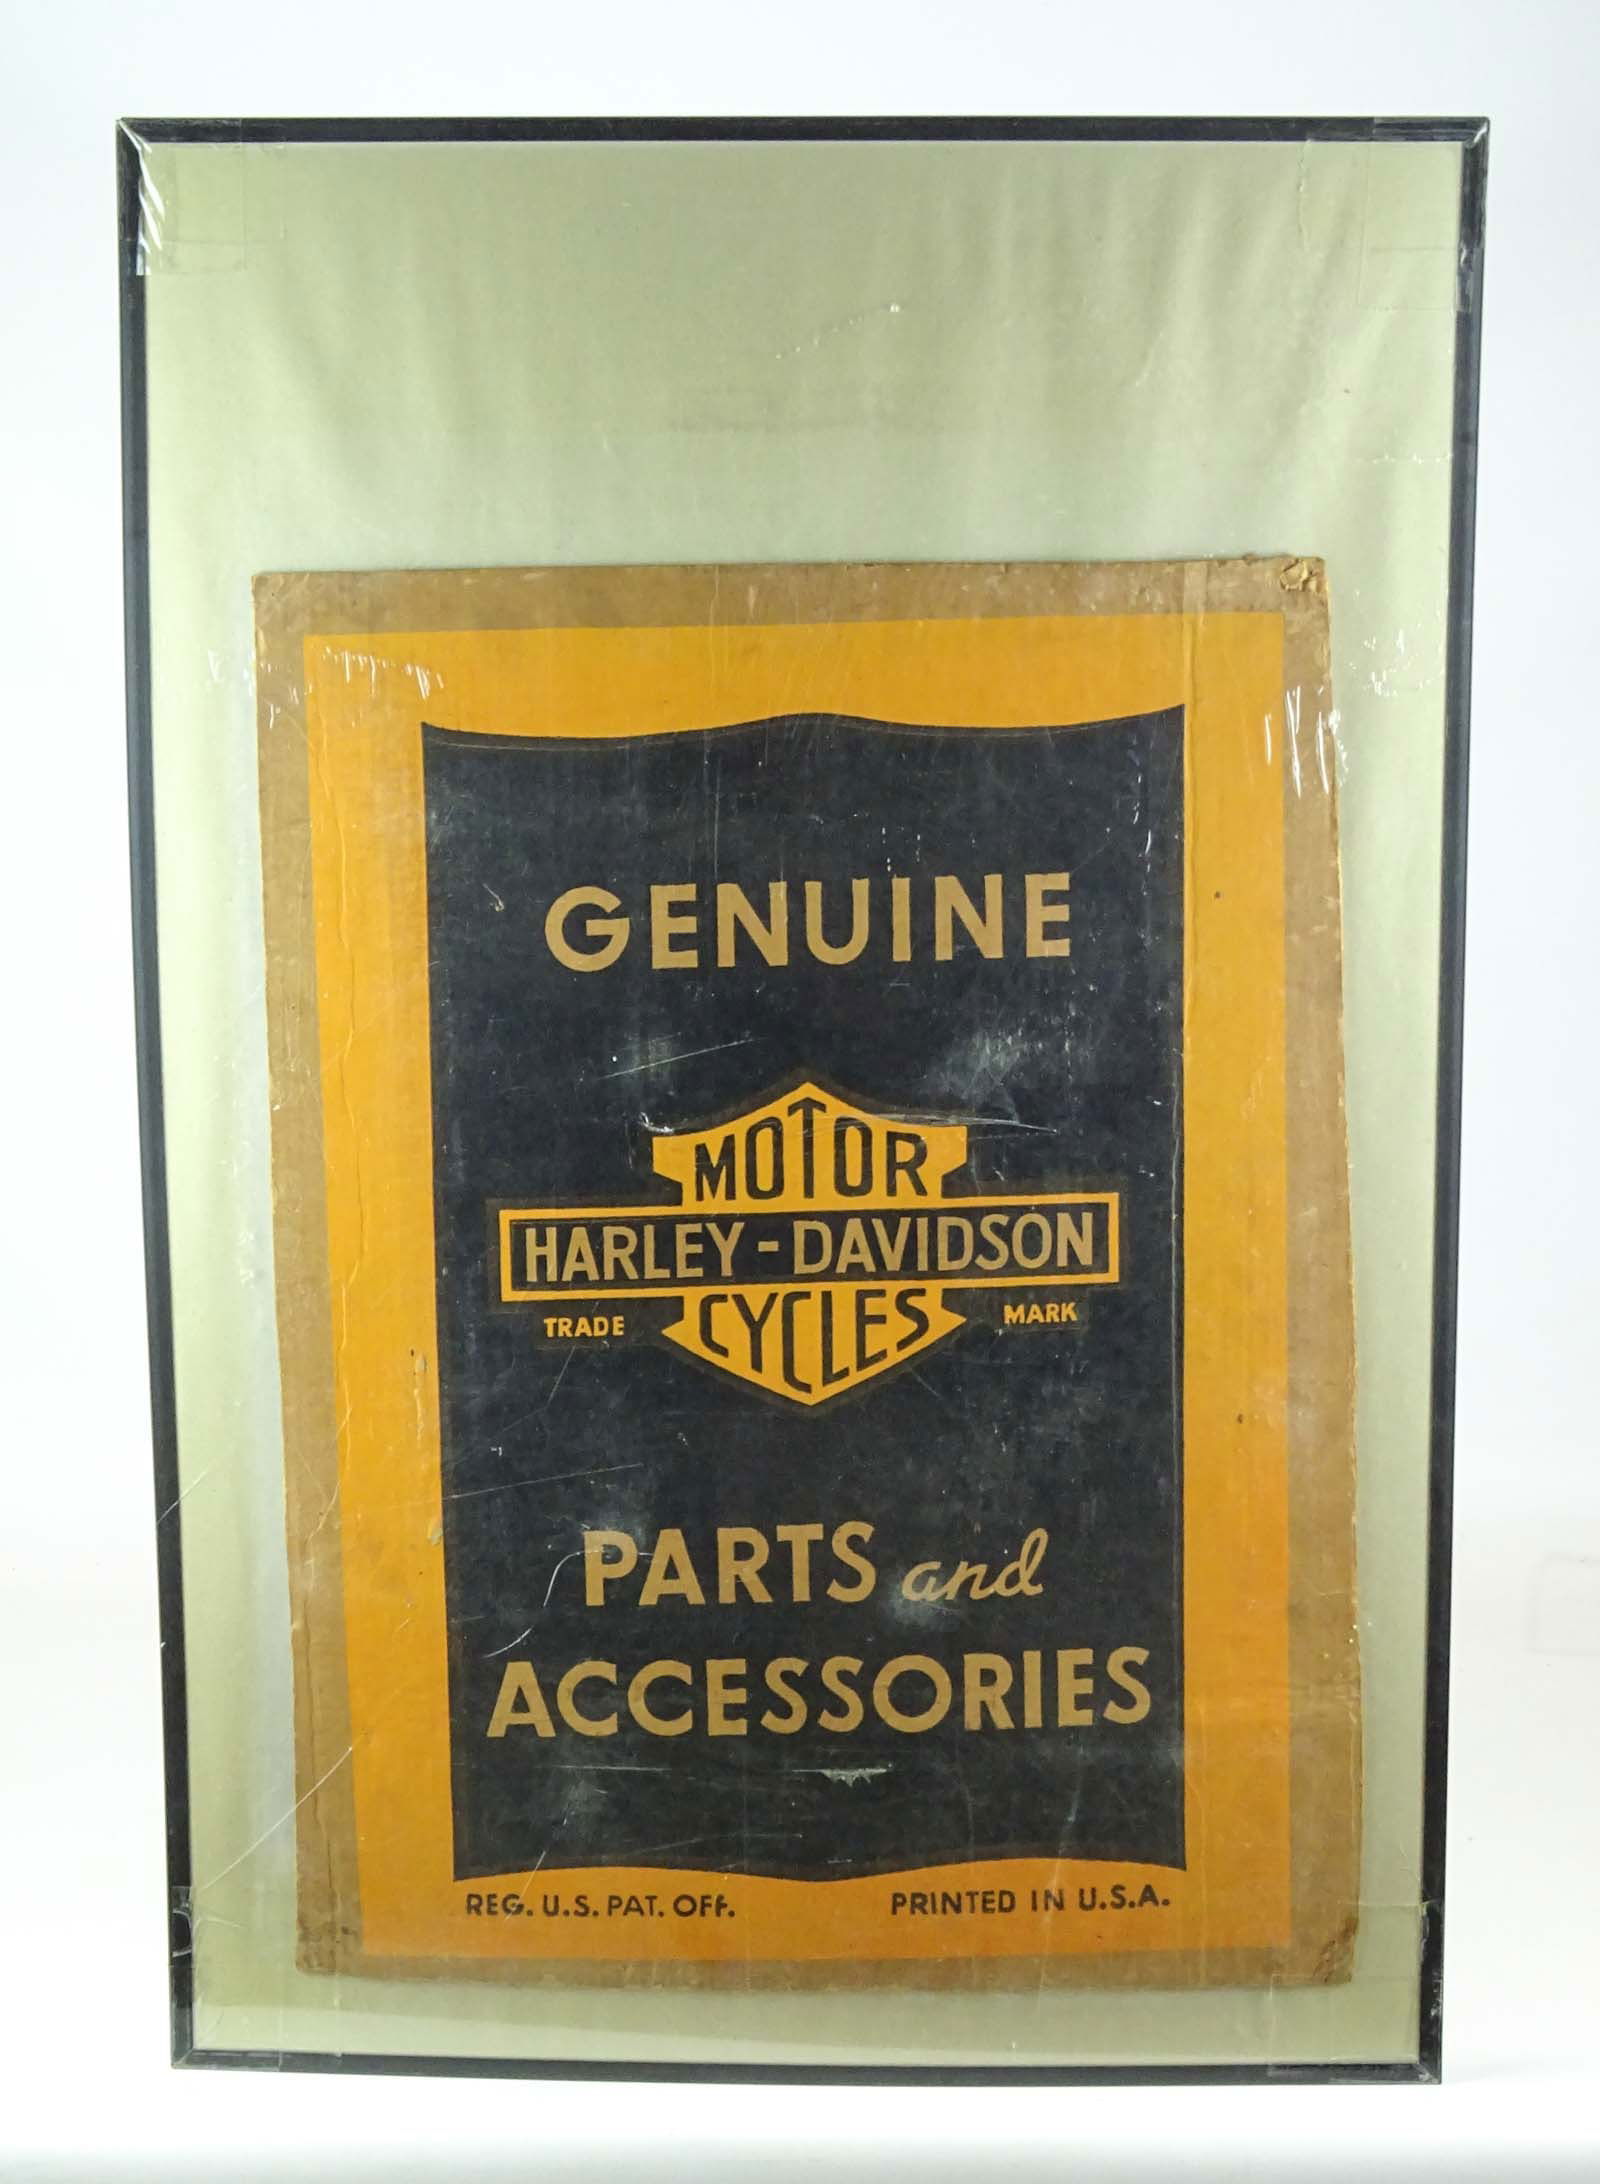 GENUINE
MOTOR
HARLEY-DAVIDSON
CYCLES
TRADE MARK
PARTS and
ACCESSORIES
REG. U.S. PAT. OFF. PRINTED IN U.S.A.